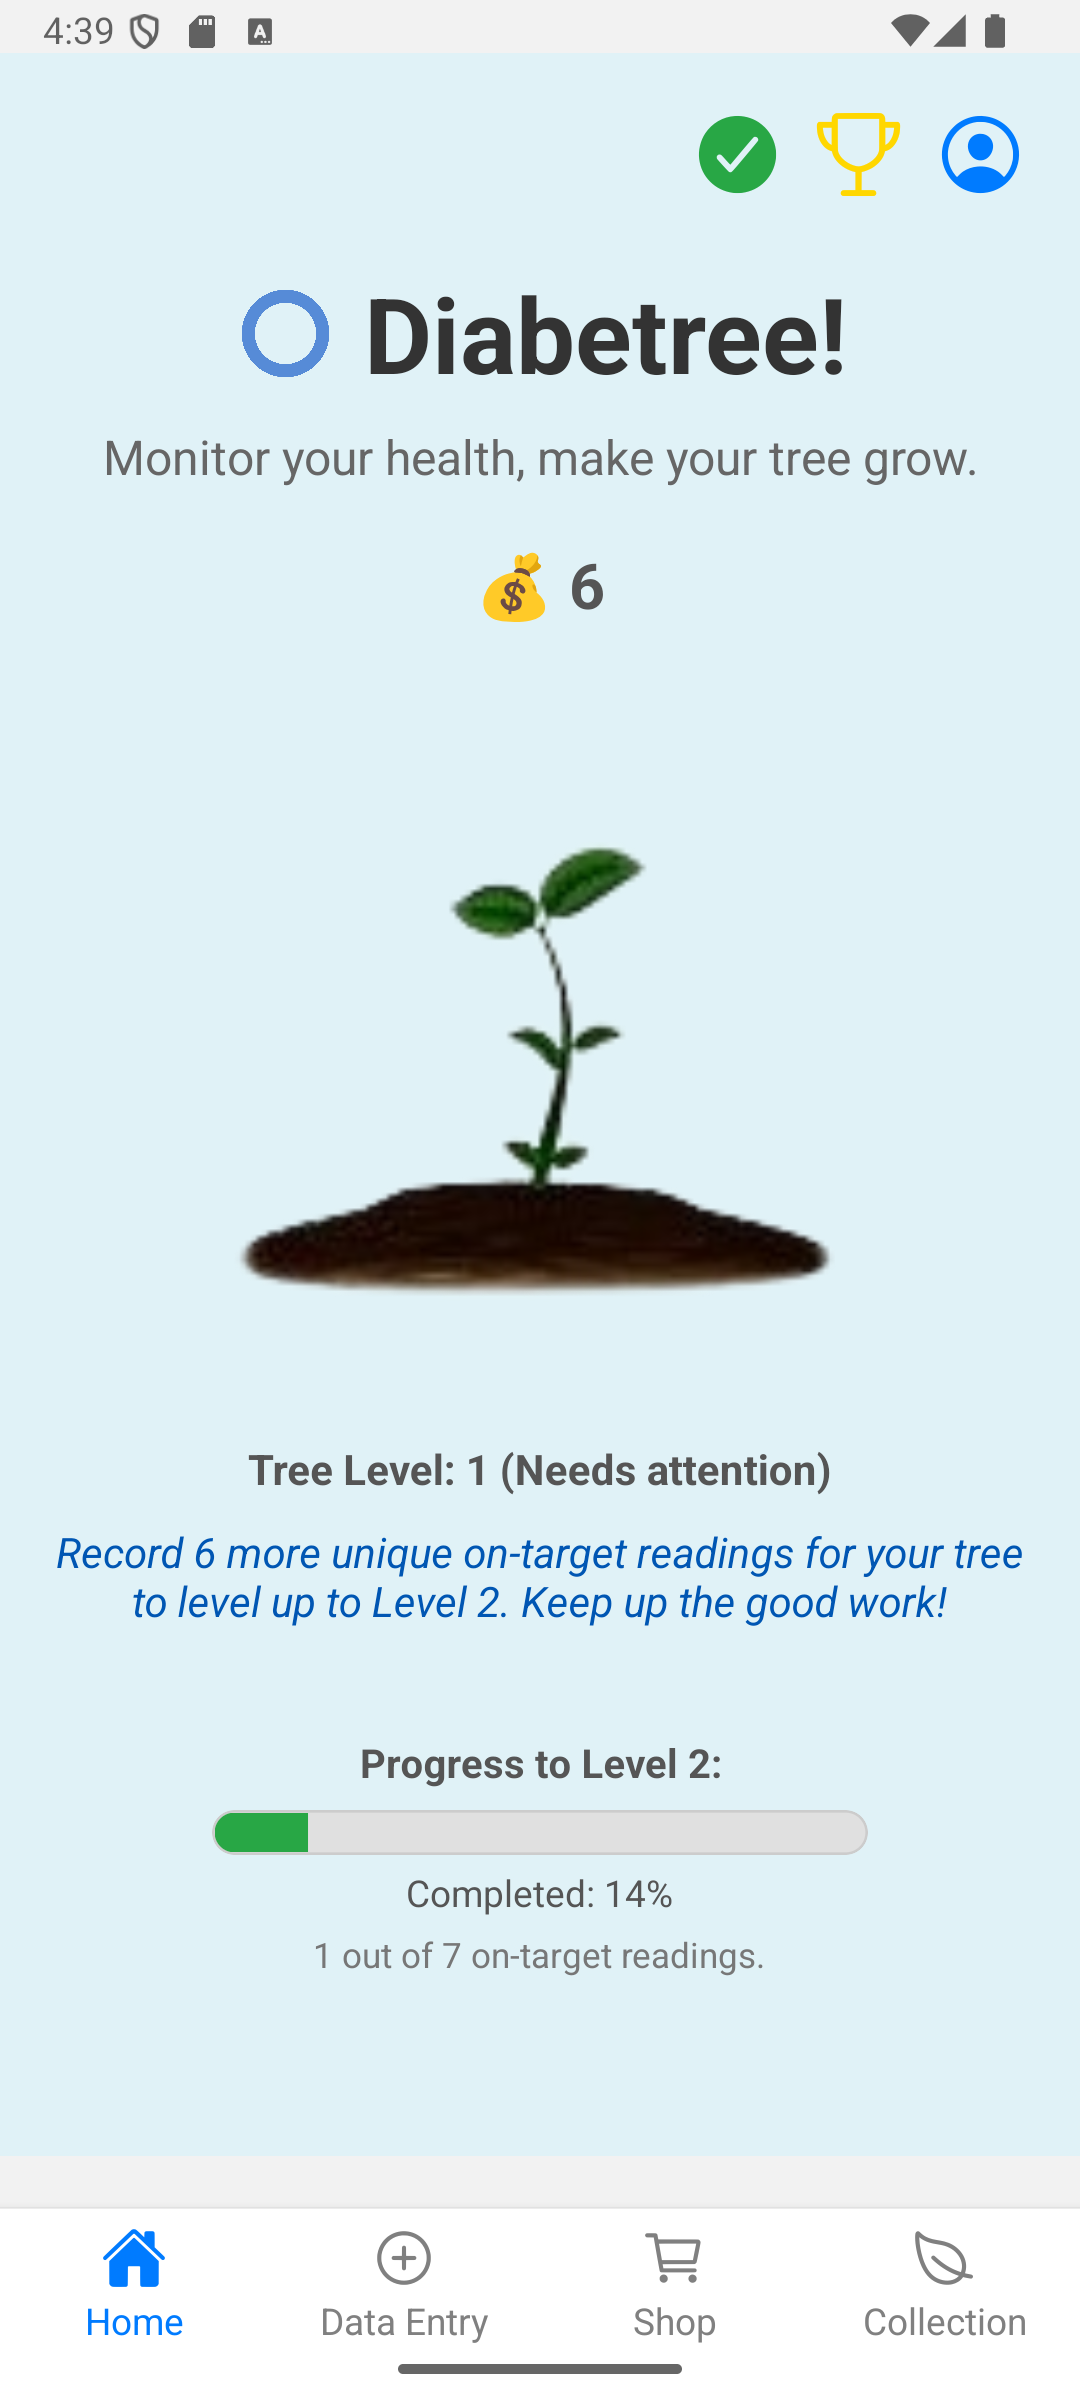 4:39
Diabetree!
Monitor your health, make your tree grow.
💰 6
Tree Level: 1 (Needs attention)
Record 6 more unique on-target readings for your tree
to level up to Level 2. Keep up the good work!
Progress to Level 2:
Completed: 14%
1 out of 7 on-target readings.
Home
Data Entry
Shop
Collection